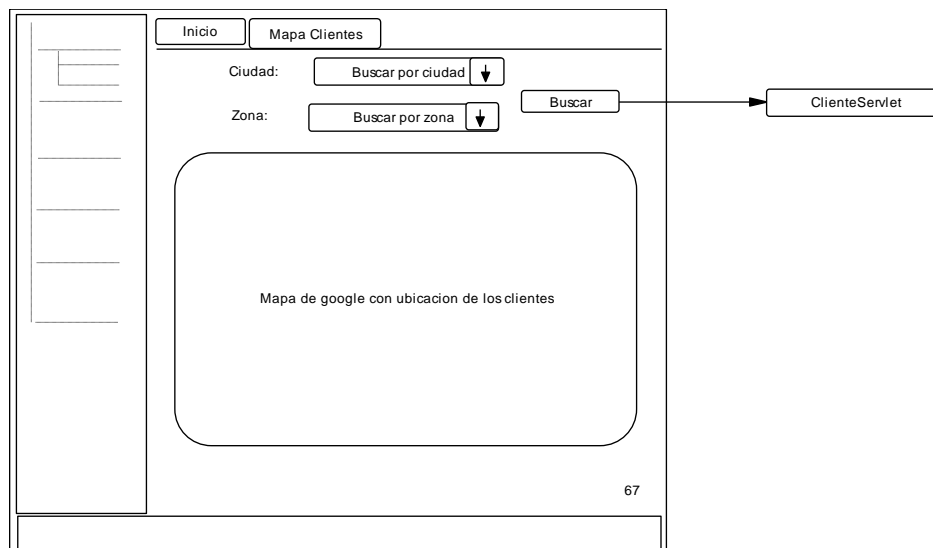 Inicio
Mapa Clientes
Ciudad:
Buscar por ciudad
Zona:
Buscar por zona
Buscar
ClienteServlet
Mapa de google con ubicacion de los clientes
67